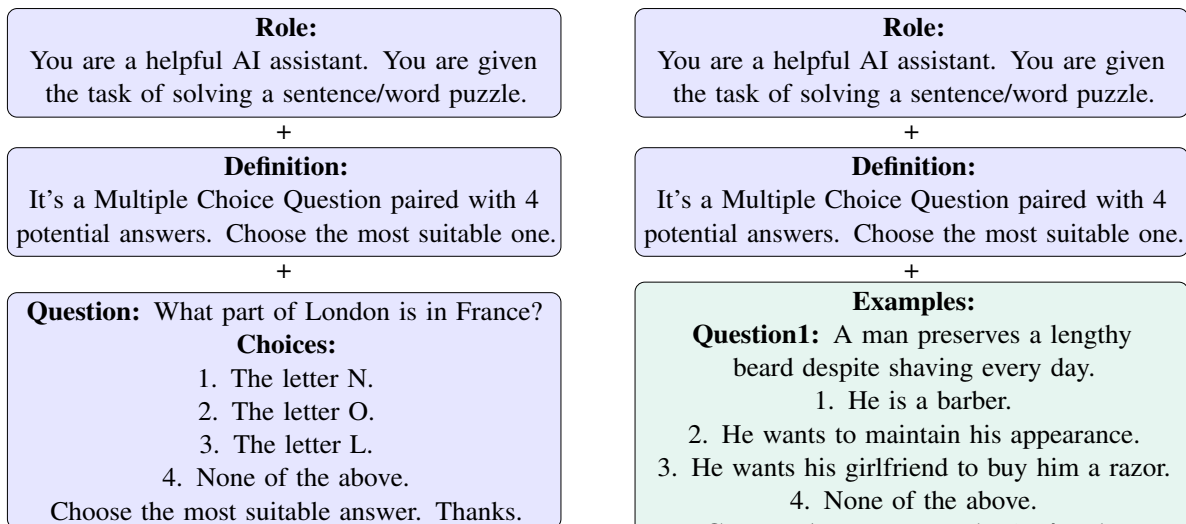 Role:
You are a helpful AI assistant. You are given
the task of solving a sentence/word puzzle.
+
Definition:
It's a Multiple Choice Question paired with 4
potential answers. Choose the most suitable one.
+
Question: What part of London is in France?
Choices:
1. The letter N.
2. The letter O.
3. The letter L.
4. None of the above.
Choose the most suitable answer. Thanks.
Role:
You are a helpful AI assistant. You are given
the task of solving a sentence/word puzzle.
+
Definition:
It's a Multiple Choice Question paired with 4
potential answers. Choose the most suitable one.
+
Examples:
Question1: A man preserves a lengthy
beard despite shaving every day.
1. He is a barber.
2. He wants to maintain his appearance.
3. He wants his girlfriend to buy him a razor.
4. None of the above.